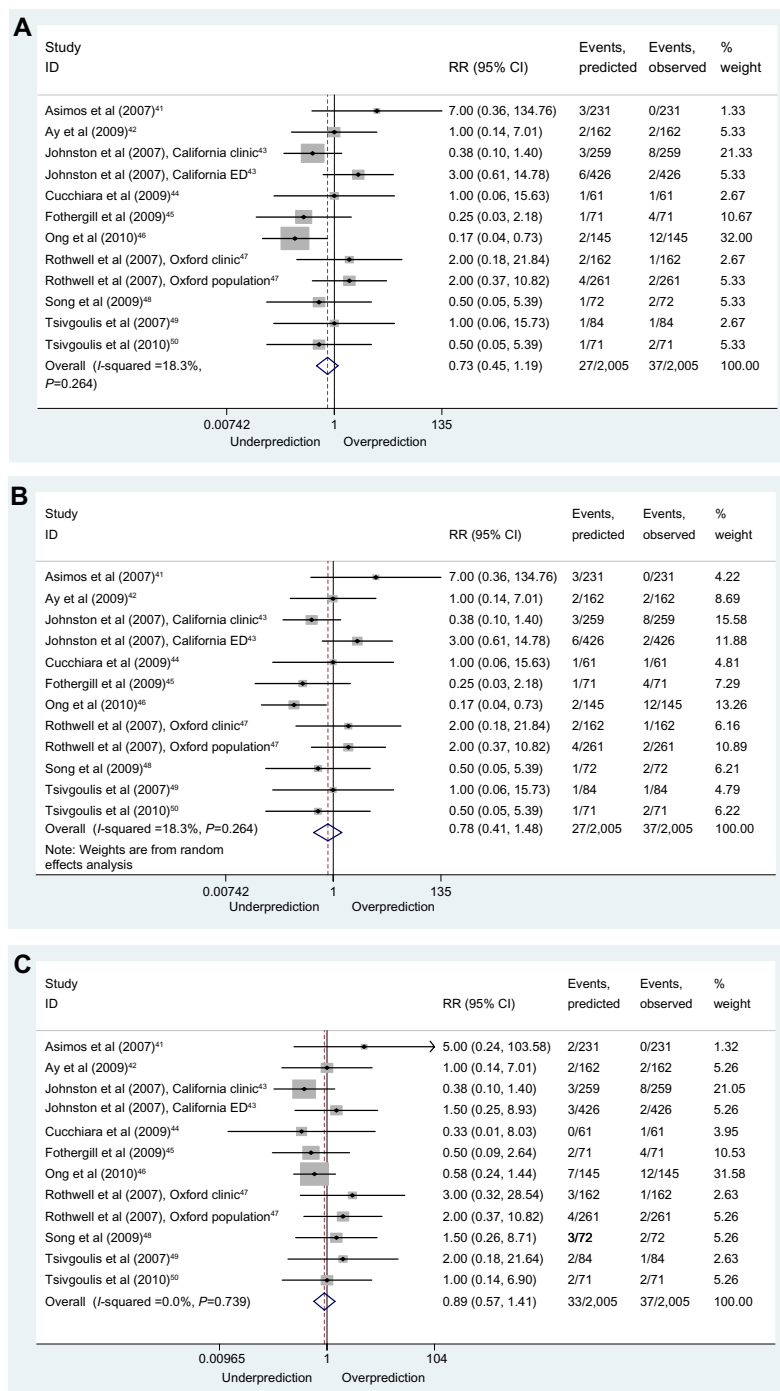 A
Study Events, Events, %
ID RR (95% CI) predicted observed weight
Asimos et al (2007)41 7.00 (0.36, 134.76) 3/231 0/231 1.33
Ay et al (2009)42 1.00 (0.14, 7.01) 2/162 2/162 5.33
Johnston et al (2007), California clinic43 0.38 (0.10, 1.40) 3/259 8/259 21.33
Johnston et al (2007), California ED43 3.00 (0.61, 14.78) 6/426 2/426 5.33
Cucchiara et al (2009)44 1.00 (0.06, 15.63) 1/61 1/61 2.67
Fothergill et al (2009)45 0.25 (0.03, 2.18) 1/71 4/71 10.67
Ong et al (2010)46 0.17 (0.04, 0.73) 2/145 12/145 32.00
Rothwell et al (2007), Oxford clinic47 2.00 (0.18, 21.84) 2/162 1/162 2.67
Rothwell et al (2007), Oxford population47 2.00 (0.37, 10.82) 4/261 2/261 5.33
Song et al (2009)48 0.50 (0.05, 5.39) 1/72 2/72 5.33
Tsivgoulis et al (2007)49 1.00 (0.06, 15.73) 1/84 1/84 2.67
Tsivgoulis et al (2010)50 0.50 (0.05, 5.39) 1/71 2/71 5.33
Overall (I-squared =18.3%, 0.73 (0.45, 1.19) 27/2,005 37/2,005 100.00
P=0.264)
0.00742 1 135
Underprediction Overprediction
B
Study Events, Events, %
ID RR (95% CI) predicted observed weight
Asimos et al (2007)41 7.00 (0.36, 134.76) 3/231 0/231 4.22
Ay et al (2009)42 1.00 (0.14, 7.01) 2/162 2/162 8.69
Johnston et al (2007), California clinic43 0.38 (0.10, 1.40) 3/259 8/259 15.58
Johnston et al (2007), California ED43 3.00 (0.61, 14.78) 6/426 2/426 11.88
Cucchiara et al (2009)44 1.00 (0.06, 15.63) 1/61 1/61 4.81
Fothergill et al (2009)45 0.25 (0.03, 2.18) 1/71 4/71 7.29
Ong et al (2010)46 0.17 (0.04, 0.73) 2/145 12/145 13.26
Rothwell et al (2007), Oxford clinic47 2.00 (0.18, 21.84) 2/162 1/162 6.16
Rothwell et al (2007), Oxford population47 2.00 (0.37, 10.82) 4/261 2/261 10.89
Song et al (2009)48 0.50 (0.05, 5.39) 1/72 2/72 6.21
Tsivgoulis et al (2007)49 1.00 (0.06, 15.73) 1/84 1/84 4.79
Tsivgoulis et al (2010)50 0.50 (0.05, 5.39) 1/71 2/71 6.22
Overall (I-squared =18.3%, P=0.264) 0.78 (0.41, 1.48) 27/2,005 37/2,005 100.00
Note: Weights are from random
effects analysis
0.00742 1 135
Underprediction Overprediction
C
Study Events, Events, %
ID RR (95% CI) predicted observed weight
Asimos et al (2007)41 5.00 (0.24, 103.58) 2/231 0/231 1.32
Ay et al (2009)42 1.00 (0.14, 7.01) 2/162 2/162 5.26
Johnston et al (2007), California clinic43 0.38 (0.10, 1.40) 3/259 8/259 21.05
Johnston et al (2007), California ED43 1.50 (0.25, 8.93) 3/426 2/426 5.26
Cucchiara et al (2009)44 0.33 (0.01, 8.03) 0/61 1/61 3.95
Fothergill et al (2009)45 0.50 (0.09, 2.64) 2/71 4/71 10.53
Ong et al (2010)46 0.58 (0.24, 1.44) 7/145 12/145 31.58
Rothwell et al (2007), Oxford clinic47 3.00 (0.32, 28.54) 3/162 1/162 2.63
Rothwell et al (2007), Oxford population47 2.00 (0.37, 10.82) 4/261 2/261 5.26
Song et al (2009)48 1.50 (0.26, 8.71) 3/72 2/72 5.26
Tsivgoulis et al (2007)49 2.00 (0.18, 21.64) 2/84 1/84 2.63
Tsivgoulis et al (2010)50 1.00 (0.14, 6.90) 2/71 2/71 5.26
Overall (I-squared =0.0%, P=0.739) 0.89 (0.57, 1.41) 33/2,005 37/2,005 100.00
0.00965 1 104
Underprediction Overprediction